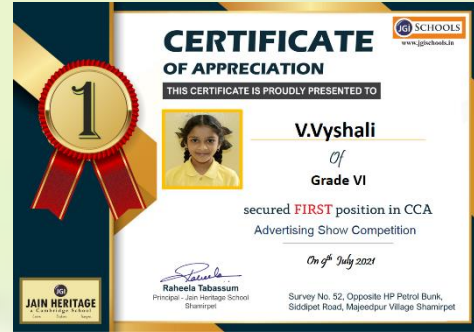 JGI SCHOOLS
www.jgischools.in
CERTIFICATE
OF APPRECIATION
THIS CERTIFICATE IS PROUDLY PRESENTED TO
1
V.Vyshali
Of
Grade VI
secured FIRST position in CCA
Advertising Show Competition
On 9th July 2021
Raheela Tabassum
Principal - Jain Heritage School
Shamirpet
Survey No. 52, Opposite HP Petrol Bunk,
Siddipet Road, Majeedpur Village Shamirpet
JGI
JAIN HERITAGE
a Cambridge School